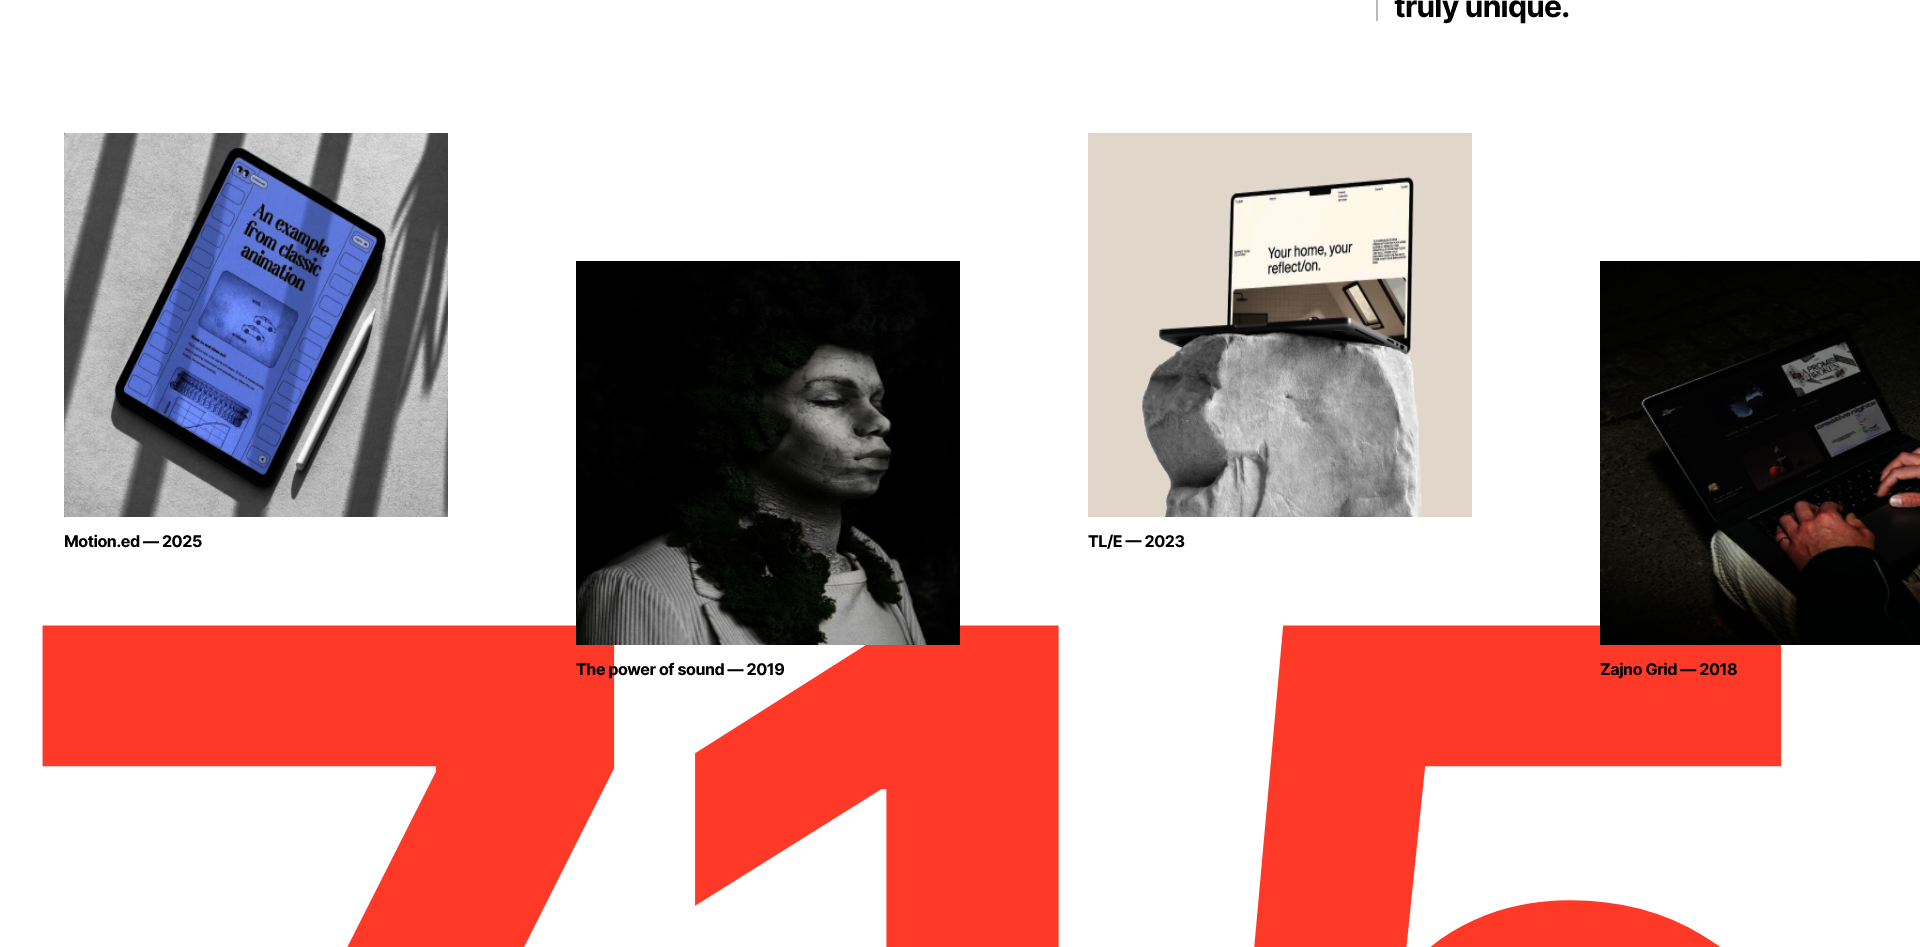 truly unique.
An example
from classic
animation
Your home, your
reflect/on.
Motion.ed — 2025
The power of sound — 2019
TL/E — 2023
Zajno Grid — 2018
715